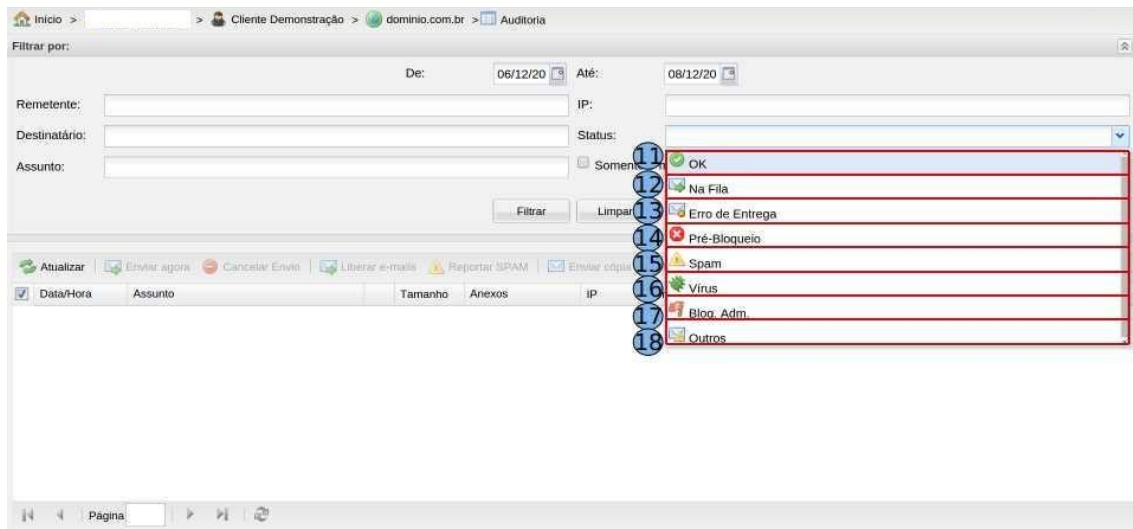 Início > > Cliente Demonstração > dominio.com.br > Auditoria
Filtrar por:
De: 06/12/20 Até: 08/12/20
Remetente: IP:
Destinatário: Status:
Assunto: Somente
11 OK
12 Na Fila
13 Erro de Entrega
Filtrar Limpar
14 Pré-Bloqueio
15 Spam
16 Vírus
17 Bloq. Adm.
18 Outros
Atualizar Enviar agora Cancelar Envio Liberar e-mails Reportar SPAM Enviar cópia
Data/Hora Assunto Tamanho Anexos IP
Página